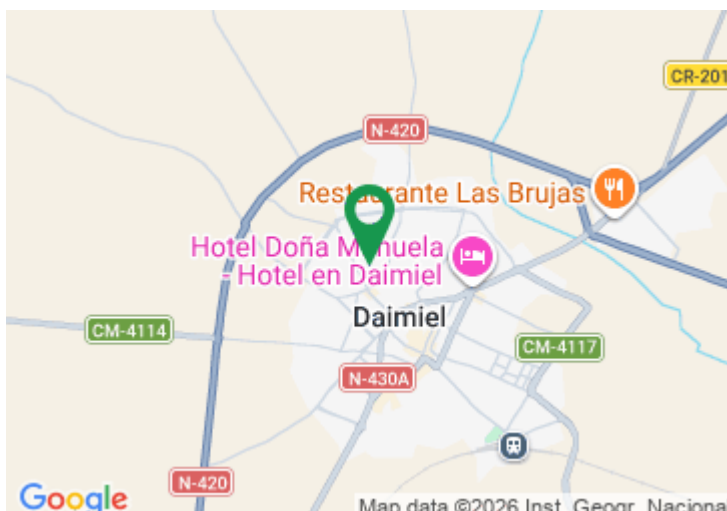 CR-201
N-420
Restaurante Las Brujas
Hotel Doña Manuela
- Hotel en Daimiel
Daimiel
CM-4114
CM-4117
N-430A
N-420
Google
Map data ©2026 Inst. Geogr. Naciona